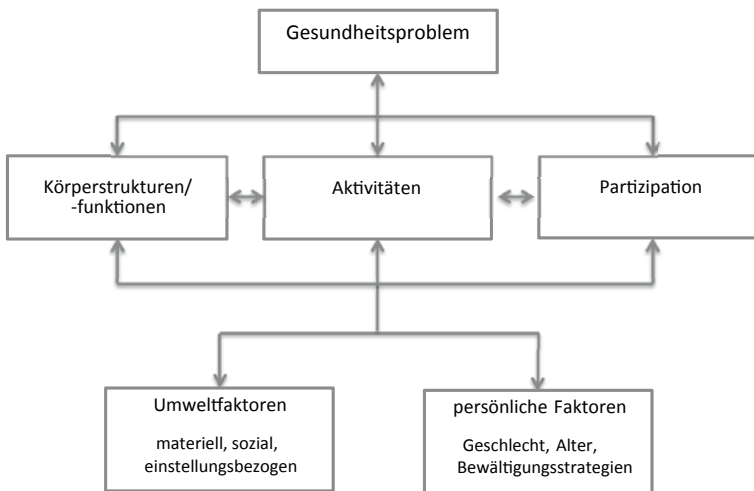 Gesundheitsproblem
Körperstrukturen/
-funktionen
Aktivitäten
Partizipation
Umweltfaktoren
materiell, sozial,
einstellungsbezogen
persönliche Faktoren
Geschlecht, Alter,
Bewältigungsstrategien